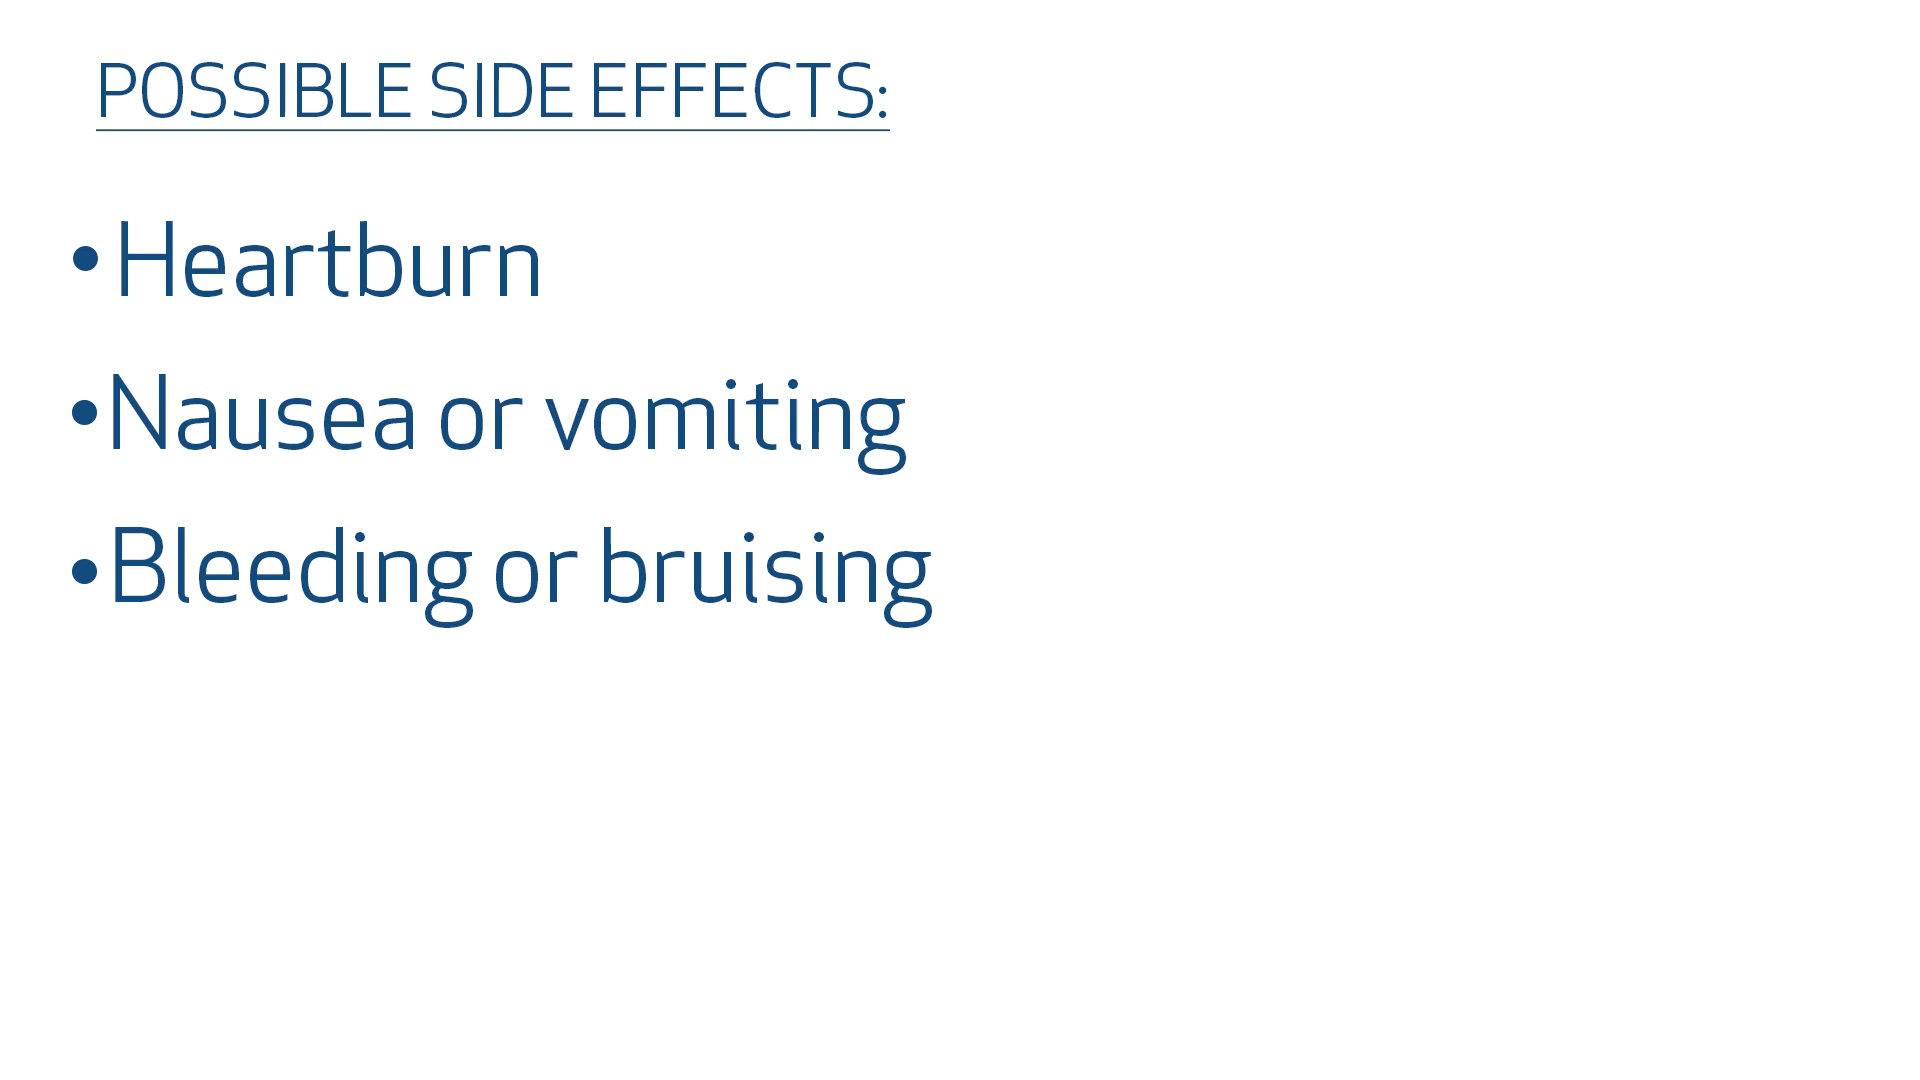 POSSIBLE SIDE EFFECTS:
• Heartburn
• Nausea or vomiting
• Bleeding or bruising